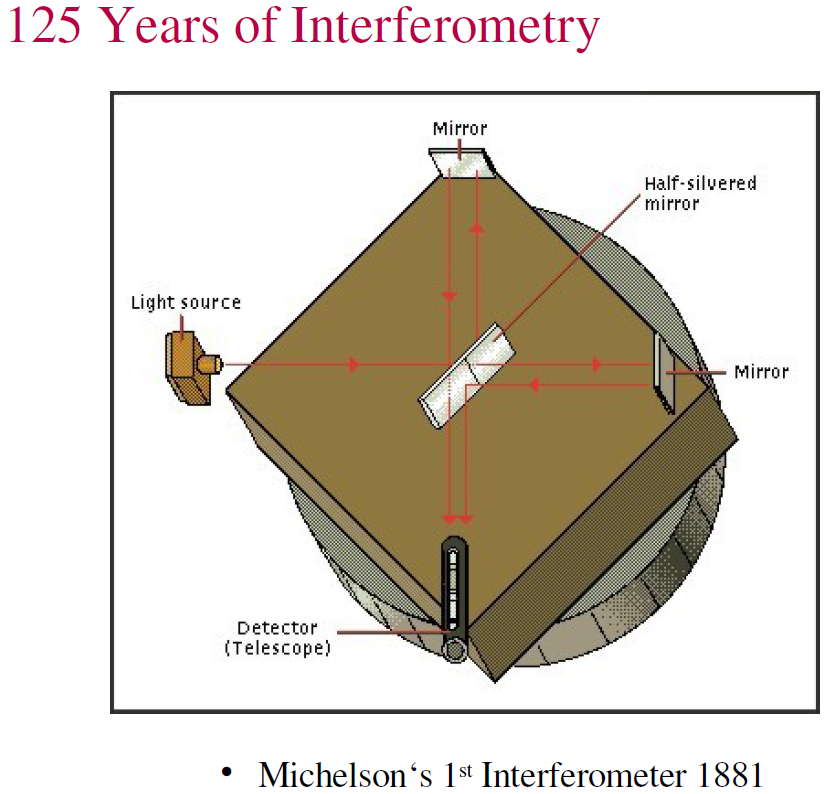 125 Years of Interferometry
Mirror
Half-silvered
mirror
Light source
Mirror
Detector
(Telescope)
• Michelson‘s 1st Interferometer 1881